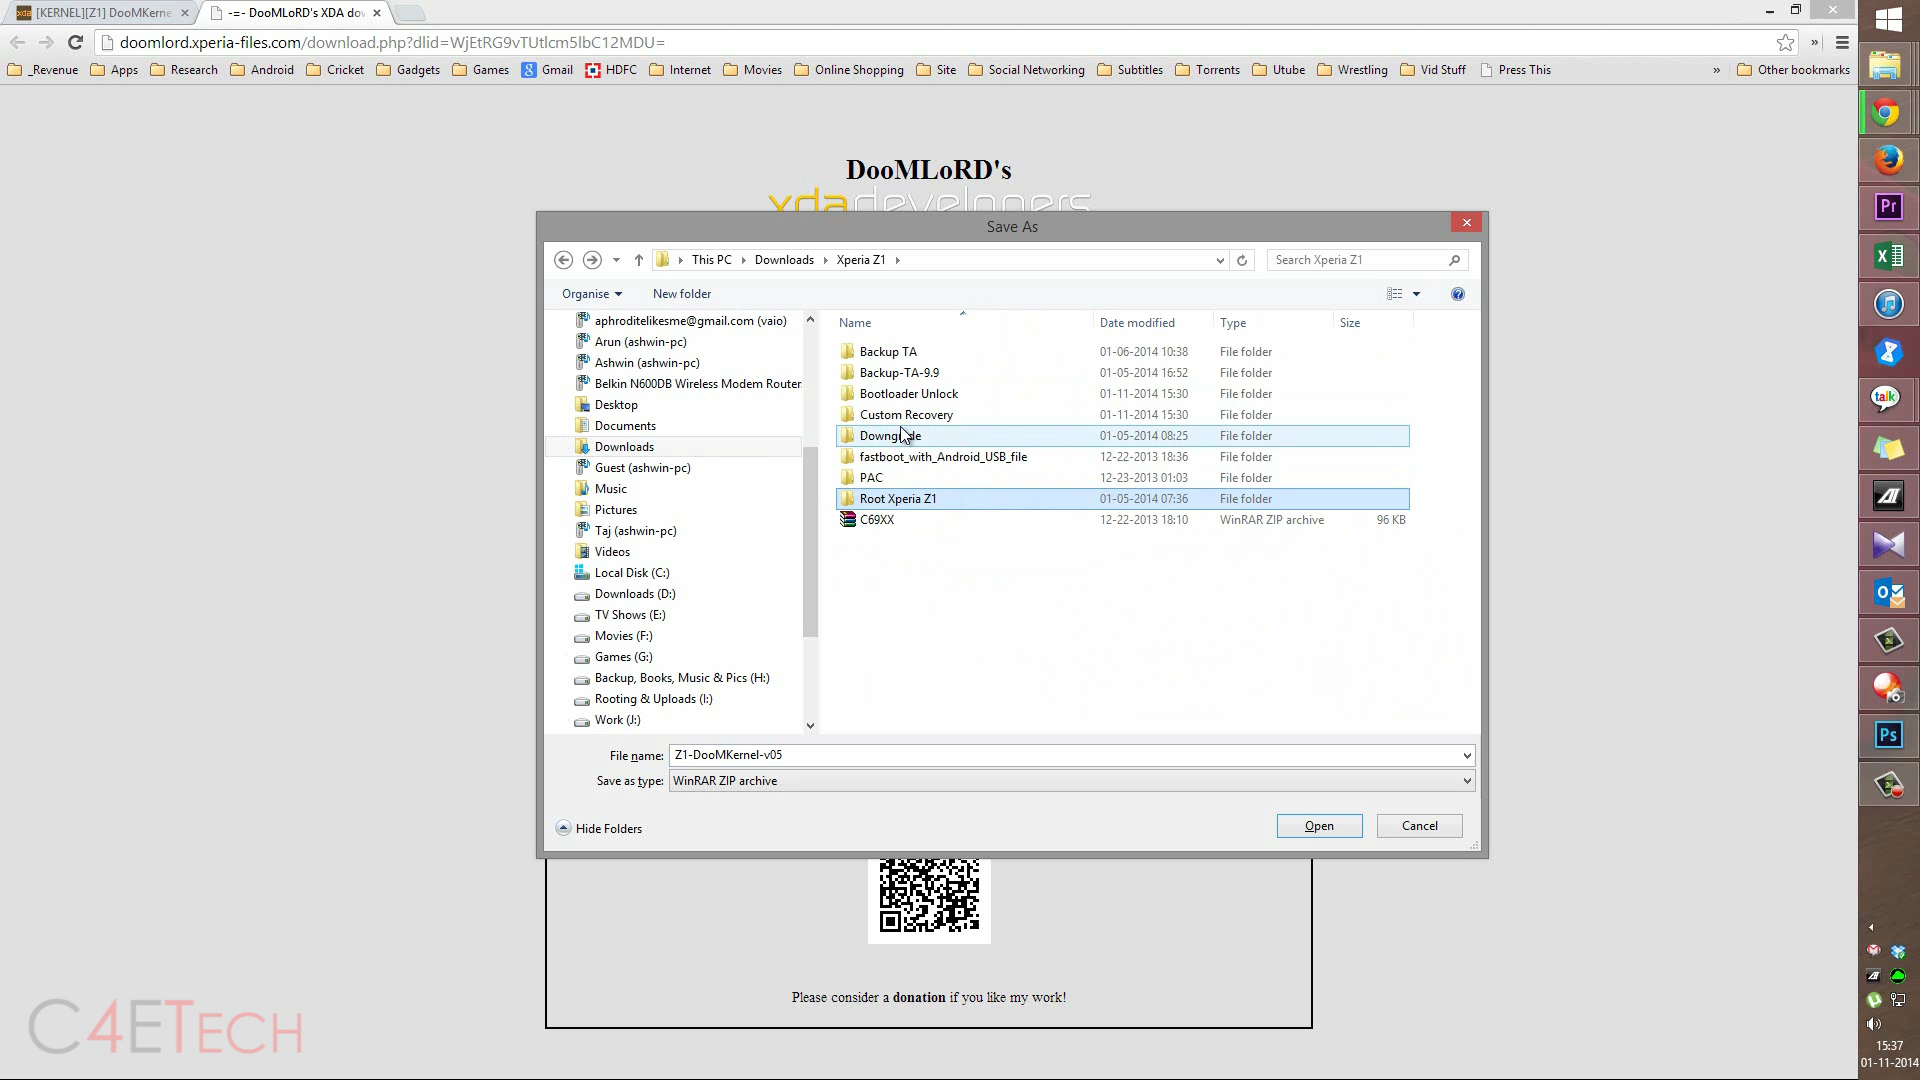 [KERNEL][Z1] DooMKerne
-=- DooMLoRD's XDA do
doomlord.xperia-files.com/download.php?dlid=WjEtRG9vTUtlcm5lbC12MDU=
_Revenue Apps Research Android Cricket Gadgets Games Gmail HDFC Internet Movies Online Shopping Site Social Networking Subtitles Torrents Utube Wrestling Vid Stuff Press This » Other bookmarks
DooMLoRD's
xdadevelopers
Save As
This PC Downloads Xperia Z1
Search Xperia Z1
Organise New folder
Name Date modified Type Size
aphroditelikesme@gmail.com (vaio)
Arun (ashwin-pc)
Ashwin (ashwin-pc)
Belkin N600DB Wireless Modem Router
Desktop
Documents
Downloads
Guest (ashwin-pc)
Music
Pictures
Taj (ashwin-pc)
Videos
Local Disk (C:)
Downloads (D:)
TV Shows (E:)
Movies (F:)
Games (G:)
Backup, Books, Music & Pics (H:)
Rooting & Uploads (I:)
Work (J:)
Backup TA 01-06-2014 10:38 File folder
Backup-TA-9.9 01-05-2014 16:52 File folder
Bootloader Unlock 01-11-2014 15:30 File folder
Custom Recovery 01-11-2014 15:30 File folder
Downgrade 01-05-2014 08:25 File folder
fastboot_with_Android_USB_file 12-22-2013 18:36 File folder
PAC 12-23-2013 01:03 File folder
Root Xperia Z1 01-05-2014 07:36 File folder
C69XX 12-22-2013 18:10 WinRAR ZIP archive 96 KB
File name: Z1-DooMKernel-v05
Save as type: WinRAR ZIP archive
Hide Folders
Open
Cancel
Please consider a donation if you like my work!
C4ETech
Pr
talk
Ps
15:37
01-11-2014